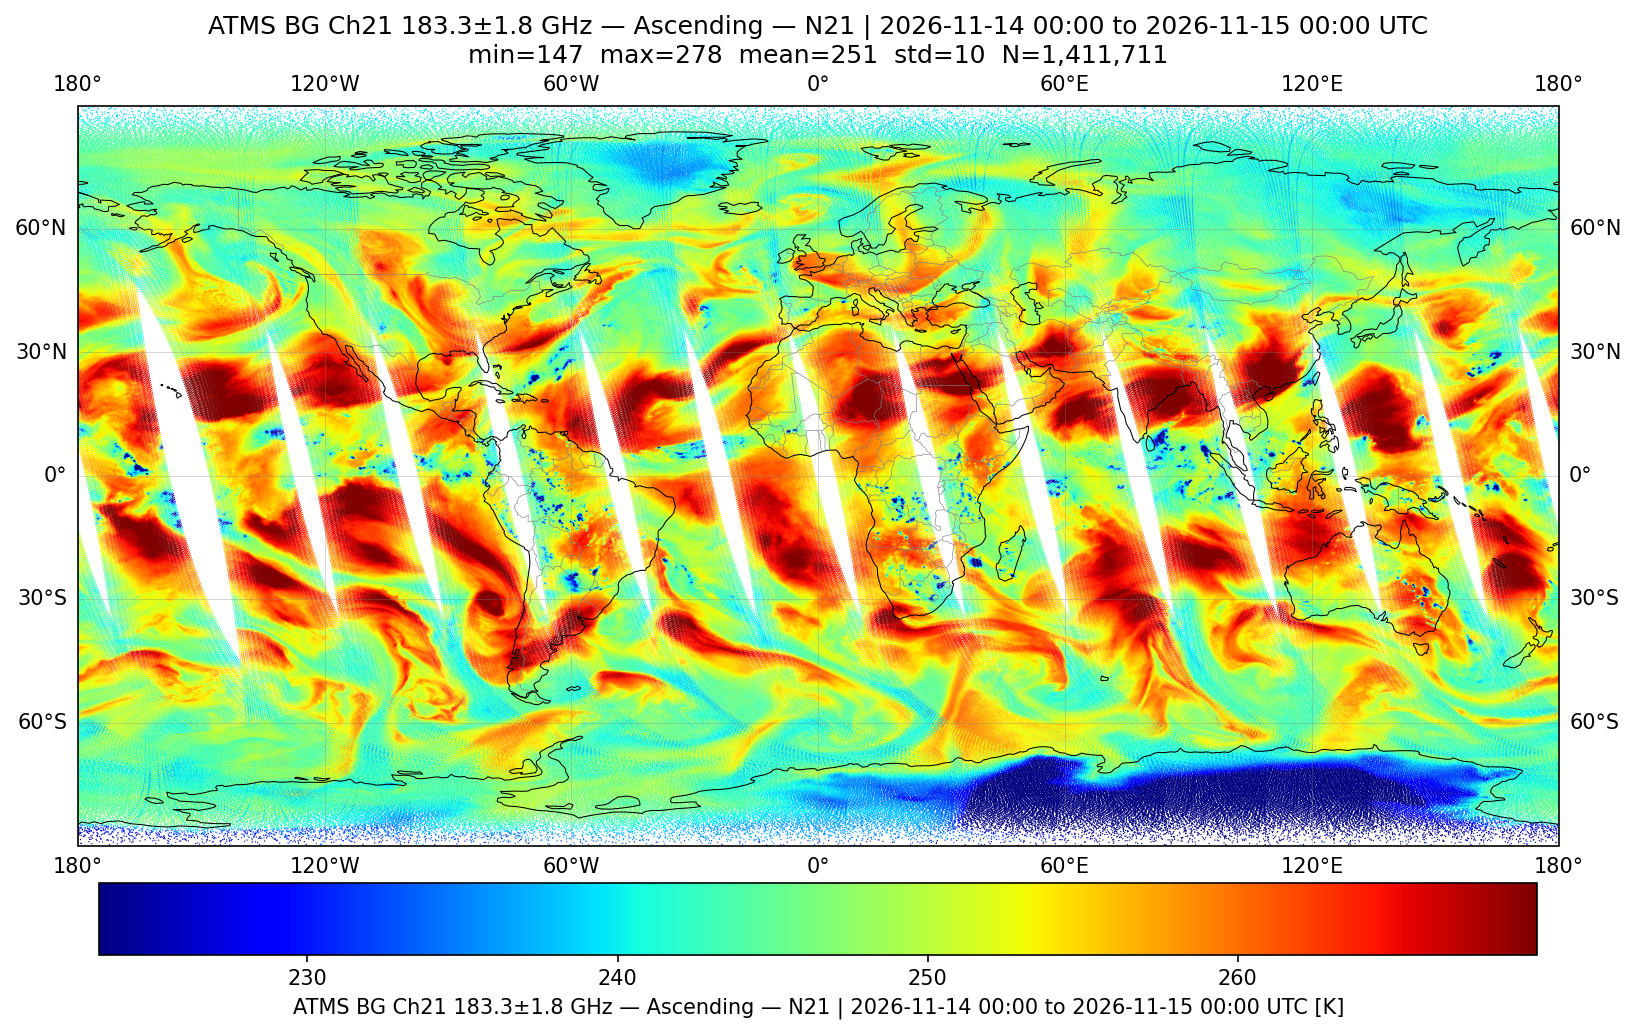 ATMS BG Ch21 183.3±1.8 GHz — Ascending — N21 | 2026-11-14 00:00 to 2026-11-15 00:00 UTC
min=147  max=278  mean=251  std=10  N=1,411,711
180° 120°W 60°W 0° 60°E 120°E 180°
60°N 60°N
30°N 30°N
0° 0°
30°S 30°S
60°S 60°S
180° 120°W 60°W 0° 60°E 120°E 180°
230 240 250 260
ATMS BG Ch21 183.3±1.8 GHz — Ascending — N21 | 2026-11-14 00:00 to 2026-11-15 00:00 UTC [K]